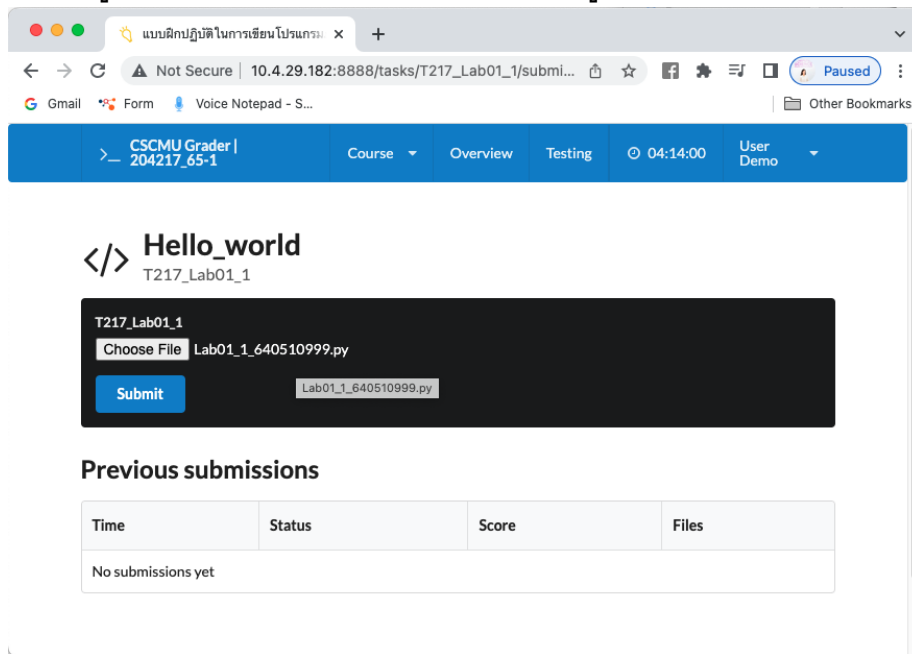 แบบฝึกปฏิบัติในการเขียนโปรแกรม
Not Secure | 10.4.29.182:8888/tasks/T217_Lab01_1/submi...
Paused
Gmail Form Voice Notepad - S... Other Bookmarks
>_ CSCMU Grader |
204217_65-1
Course Overview Testing 04:14:00 User
Demo
</> Hello_world
T217_Lab01_1
T217_Lab01_1
Choose File Lab01_1_640510999.py
Submit Lab01_1_640510999.py
Previous submissions
Time Status Score Files
No submissions yet